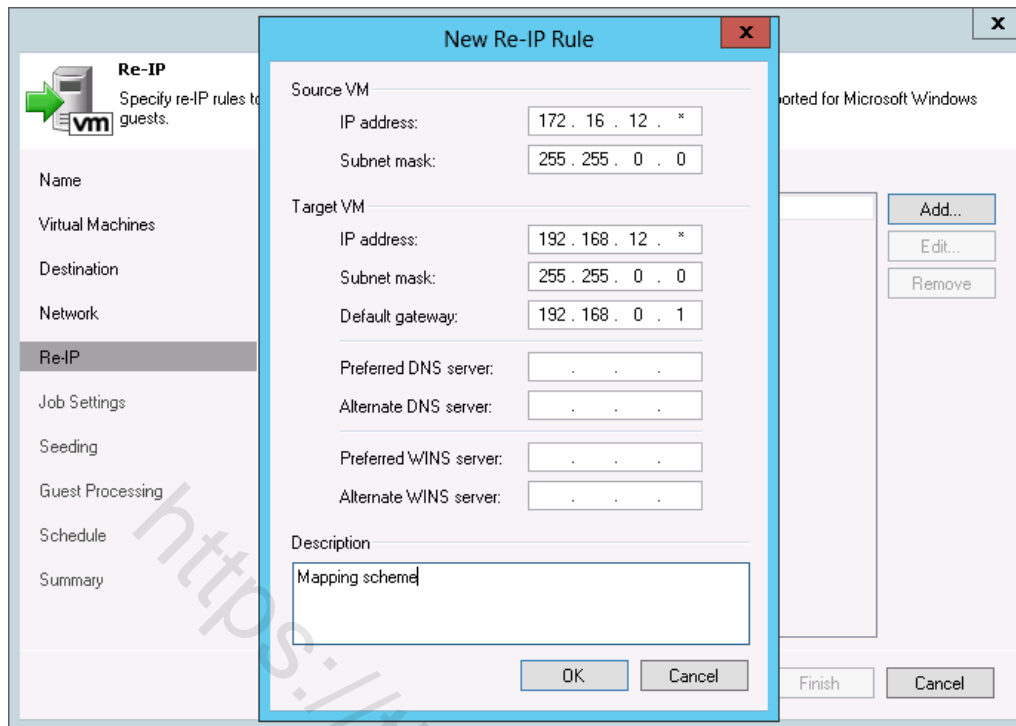 New Re-IP Rule
x
x
Re-IP
Specify re-IP rules to
orted for Microsoft Windows
guests.
vm
Name
Virtual Machines
Destination
Network
Re-IP
Job Settings
Seeding
Guest Processing
Schedule
Summary
Source VM
IP address: 172 . 16 . 12 . *
Subnet mask: 255 . 255 . 0 . 0
Target VM
IP address: 192 . 168 . 12 . *
Subnet mask: 255 . 255 . 0 . 0
Default gateway: 192 . 168 . 0 . 1
Preferred DNS server: . . .
Alternate DNS server: . . .
Preferred WINS server: . . .
Alternate WINS server: . . .
Description
Mapping scheme
OK
Cancel
Add...
Edit...
Remove
Finish
Cancel
https://